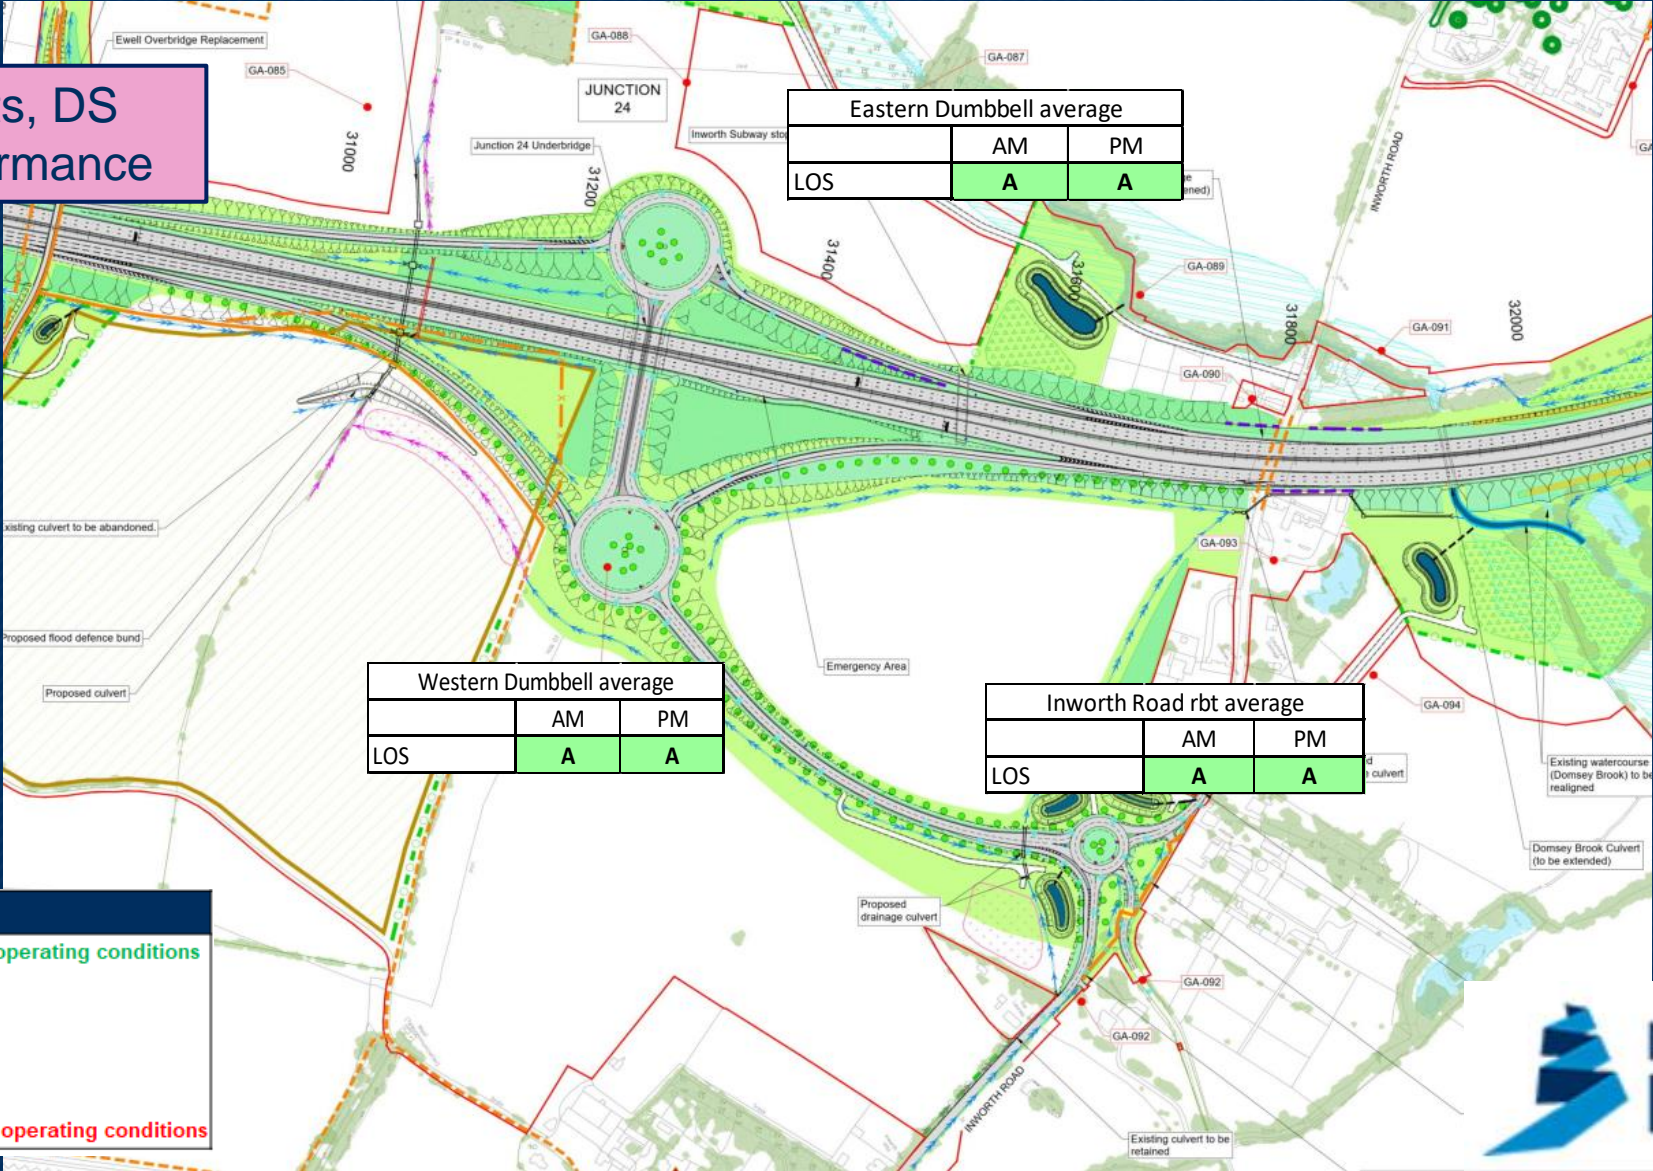 Ewell Overbridge Replacement
GA-085
s, DS
rmance
31000
GA-088
JUNCTION
24
Junction 24 Underbridge
31200
Inworth Subway
GA-087
Eastern Dumbbell average
AM PM
LOS A A
ened)
INWORTH ROAD
31400
31600
GA-089
31800
GA-091
32000
GA-090
existing culvert to be abandoned.
GA-093
Proposed flood defence bund
Proposed culvert
Emergency Area
Western Dumbbell average
AM PM
LOS A A
Inworth Road rbt average
AM PM
LOS A A
culvert
GA-094
Existing watercourse
(Domsey Brook) to be
realigned
Domsey Brook Culvert
(to be extended)
Proposed
drainage culvert
operating conditions
operating conditions
GA-092
GA-092
INWORTH ROAD
Existing culvert to be
retained